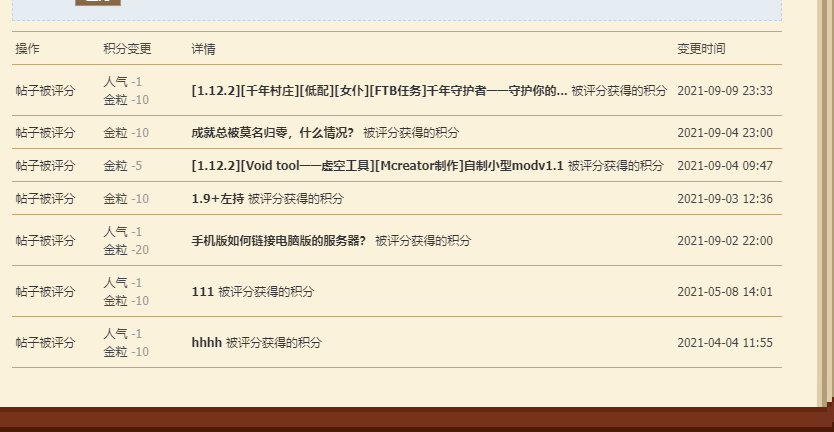 操作 积分变更 详情 变更时间
帖子被评分 人气 -1 [1.12.2][千年村庄][低配][女仆][FTB任务]千年守护者——守护你的... 被评分获得的积分 2021-09-09 23:33
金粒 -10
帖子被评分 金粒 -10 成就总被莫名归零，什么情况？ 被评分获得的积分 2021-09-04 23:00
帖子被评分 金粒 -5 [1.12.2][Void tool——虚空工具][Mcreator制作]自制小型modv1.1 被评分获得的积分 2021-09-04 09:47
帖子被评分 金粒 -10 1.9+左持 被评分获得的积分 2021-09-03 12:36
帖子被评分 人气 -1 手机版如何链接电脑版的服务器？ 被评分获得的积分 2021-09-02 22:00
金粒 -20
帖子被评分 人气 -1 111 被评分获得的积分 2021-05-08 14:01
金粒 -10
帖子被评分 人气 -1 hhhh 被评分获得的积分 2021-04-04 11:55
金粒 -10